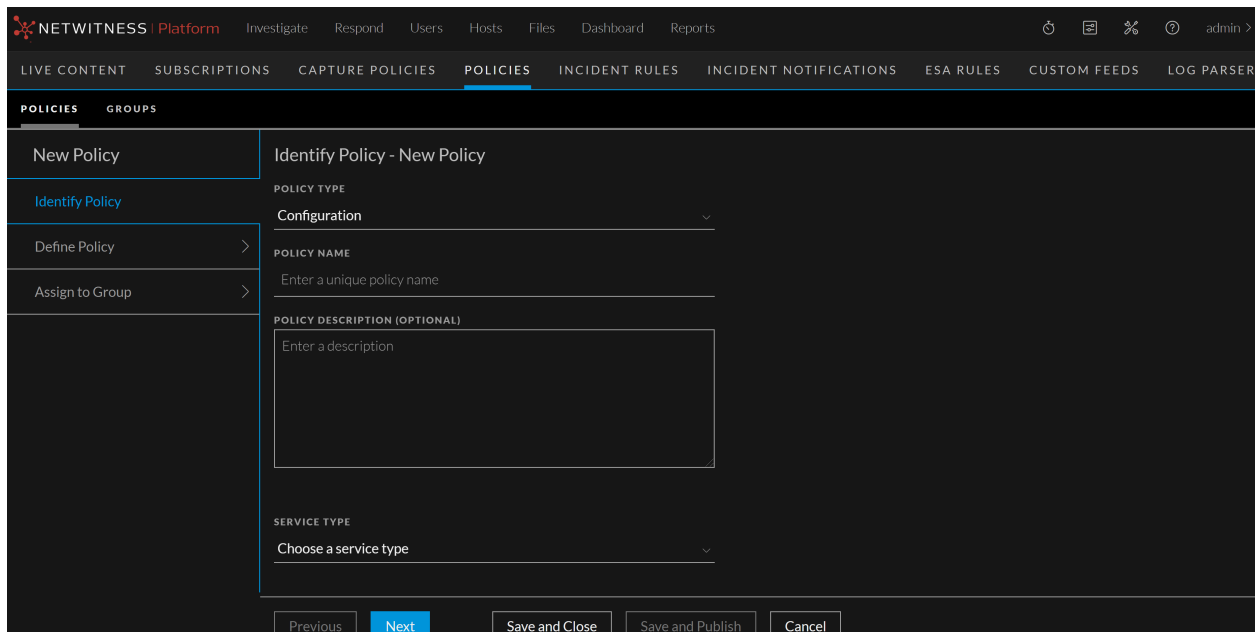 NETWITNESS | Platform Investigate Respond Users Hosts Files Dashboard Reports admin >
LIVE CONTENT SUBSCRIPTIONS CAPTURE POLICIES POLICIES INCIDENT RULES INCIDENT NOTIFICATIONS ESA RULES CUSTOM FEEDS LOG PARSER
POLICIES GROUPS
New Policy
Identify Policy
Define Policy
Assign to Group
Identify Policy - New Policy
POLICY TYPE
Configuration
POLICY NAME
Enter a unique policy name
POLICY DESCRIPTION (OPTIONAL)
Enter a description
SERVICE TYPE
Choose a service type
Previous Next Save and Close Save and Publish Cancel